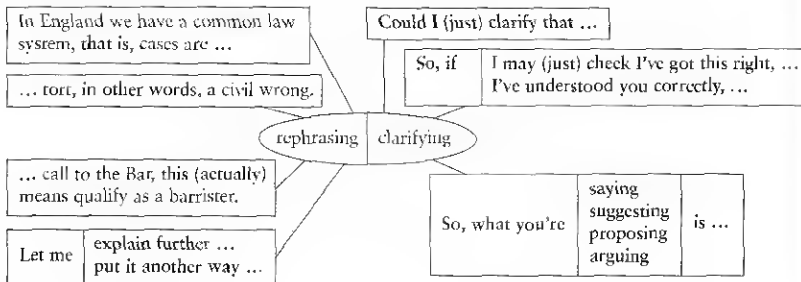 In England we have a common law
sysrem, that is, cases are ...
... tort, in other words, a civil wrong.
... call to the Bar, this (actually)
means qualify as a barrister.
Let me
explain further ...
put it another way ...
rephrasing
clarifying
Could I (just) clarify that ...
So, if
I may (just) check I've got this right, ...
I've understood you correctly, ...
So, what you're
saying
suggesting
proposing
arguing
is ...